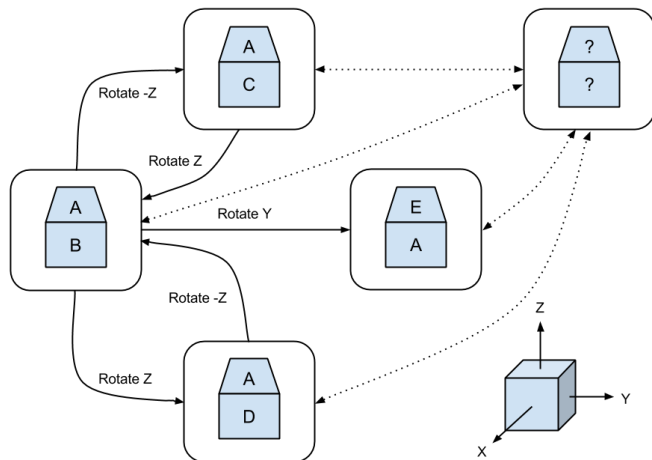 A
C
?
?
Rotate -Z
Rotate Z
A
B
Rotate Y
E
A
Rotate -Z
Rotate Z
A
D
Z
Y
X